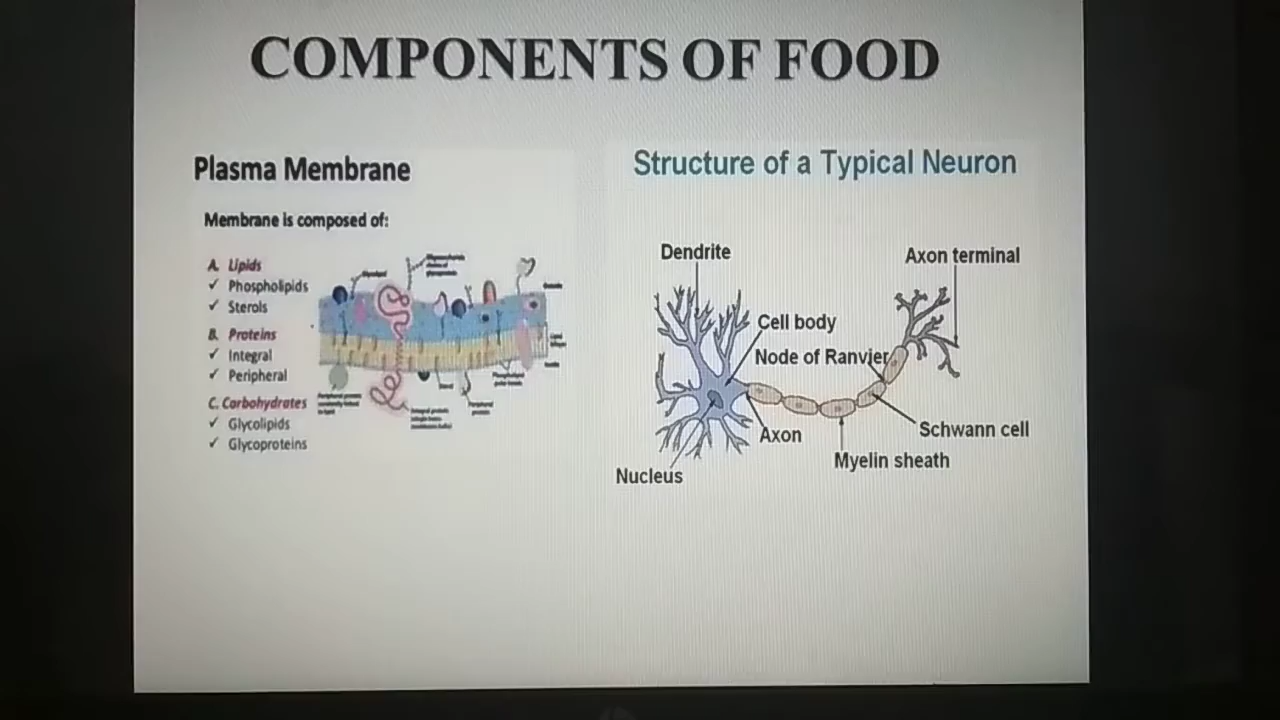 COMPONENTS OF FOOD
Plasma Membrane
Membrane is composed of:
A. Lipids
✓ Phospholipids
✓ Sterols
B. Proteins
✓ Integral
✓ Peripheral
C. Carbohydrates
✓ Glycolipids
✓ Glycoproteins
Structure of a Typical Neuron
Dendrite
Axon terminal
Cell body
Node of Ranvier
Axon
Schwann cell
Myelin sheath
Nucleus